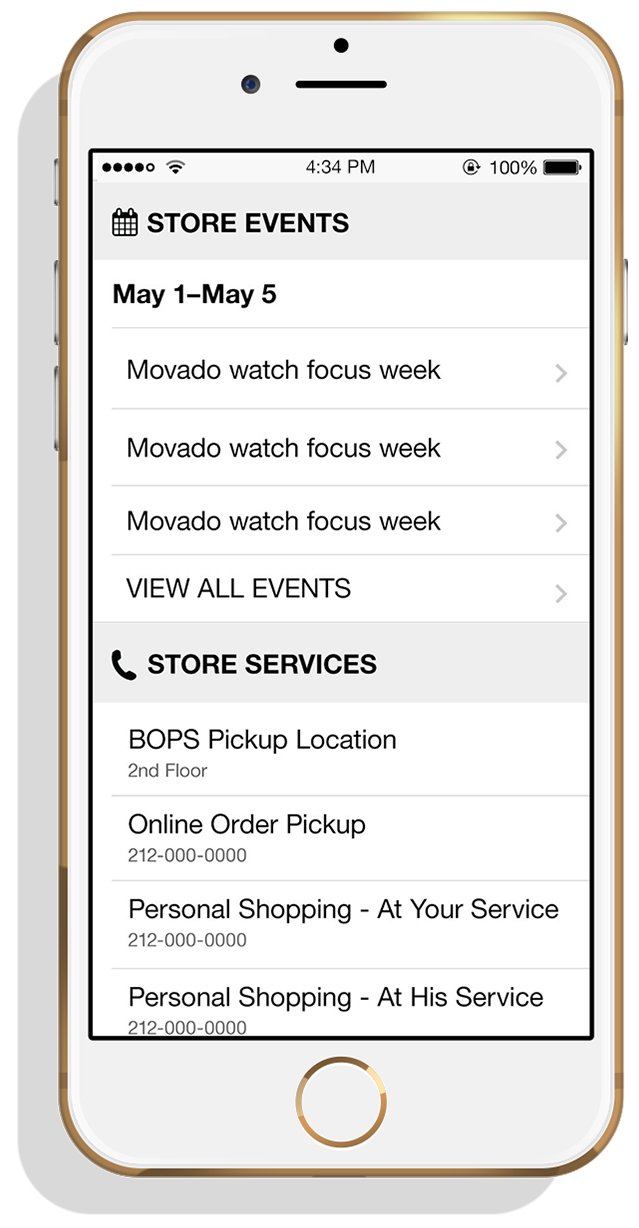 4:34 PM 100%
STORE EVENTS
May 1–May 5
Movado watch focus week
Movado watch focus week
Movado watch focus week
VIEW ALL EVENTS
STORE SERVICES
BOPS Pickup Location
2nd Floor
Online Order Pickup
212-000-0000
Personal Shopping - At Your Service
212-000-0000
Personal Shopping - At His Service
212-000-0000